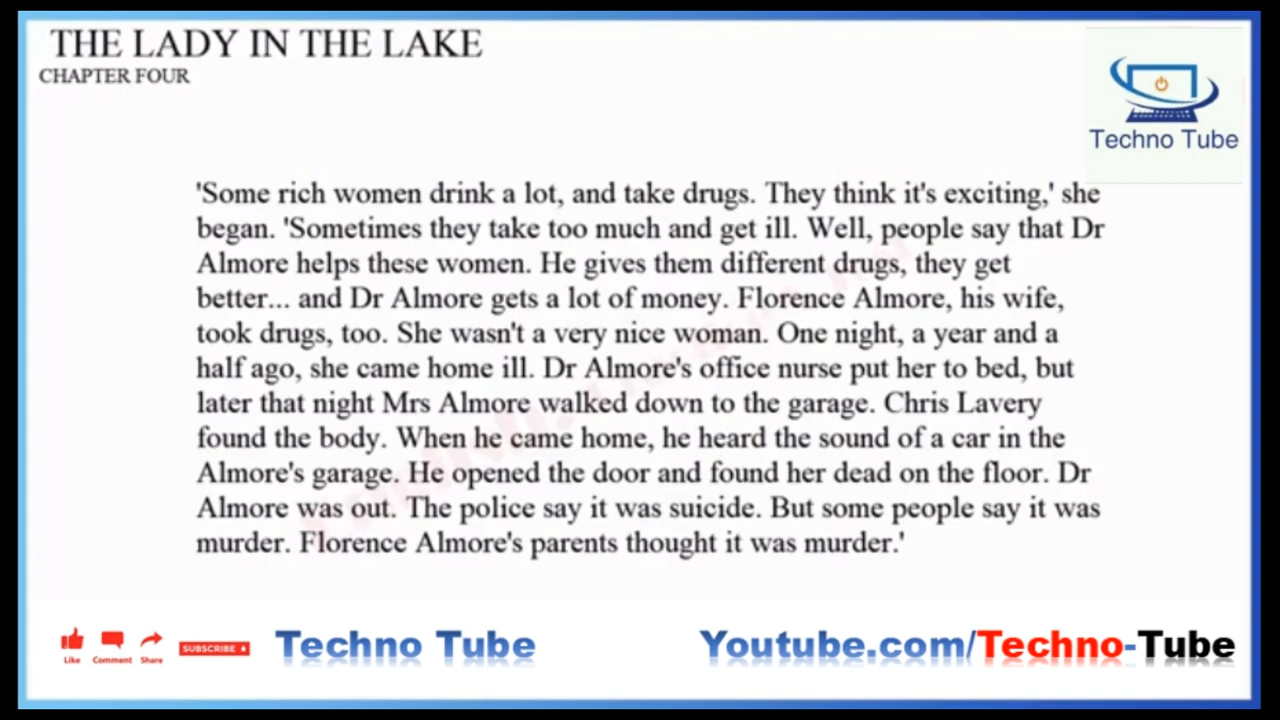 THE LADY IN THE LAKE
CHAPTER FOUR
Techno Tube
'Some rich women drink a lot, and take drugs. They think it's exciting,' she
began. 'Sometimes they take too much and get ill. Well, people say that Dr
Almore helps these women. He gives them different drugs, they get
better... and Dr Almore gets a lot of money. Florence Almore, his wife,
took drugs, too. She wasn't a very nice woman. One night, a year and a
half ago, she came home ill. Dr Almore's office nurse put her to bed, but
later that night Mrs Almore walked down to the garage. Chris Lavery
found the body. When he came home, he heard the sound of a car in the
Almore's garage. He opened the door and found her dead on the floor. Dr
Almore was out. The police say it was suicide. But some people say it was
murder. Florence Almore's parents thought it was murder.'
Like Comment Share SUBSCRIBE Techno Tube Youtube.com/Techno-Tube